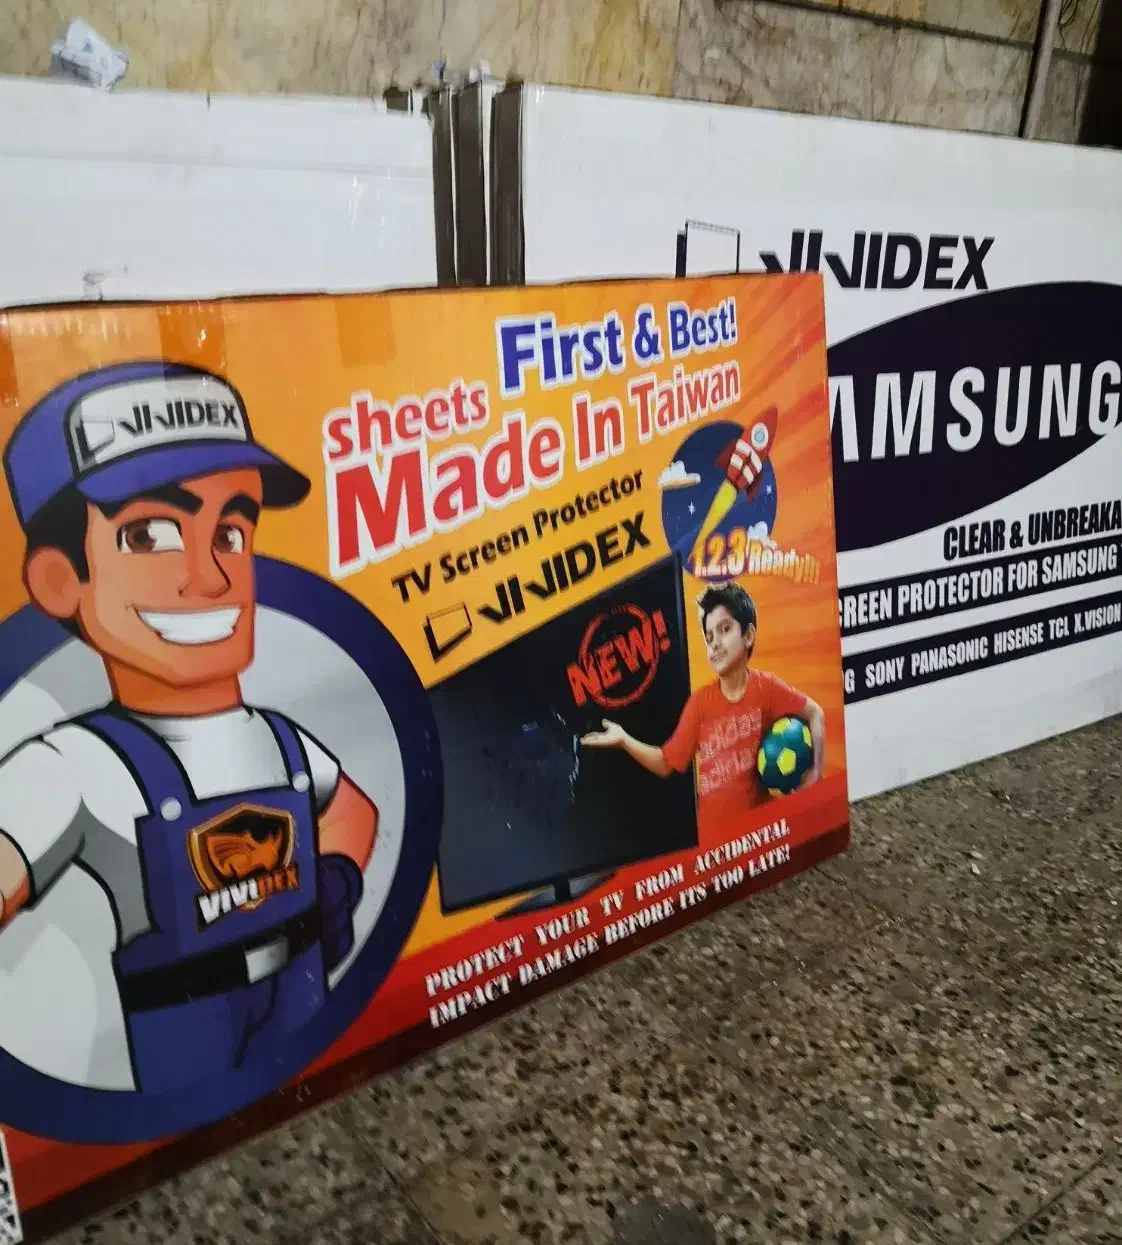 VIVIDEX
First & Best!
sheets
Made In Taiwan
TV Screen Protector
VIVIDEX
1.2.3 Ready!!!
NEW!
adidas
VIVIDEX
PROTECT YOUR TV FROM ACCIDENTAL
IMPACT DAMAGE BEFORE ITS TOO LATE!
VIVIDEX
AMSUNG
CLEAR & UNBREAKA
REEN PROTECTOR FOR SAMSUNG
G SONY PANASONIC HISENSE TCL X.VISION